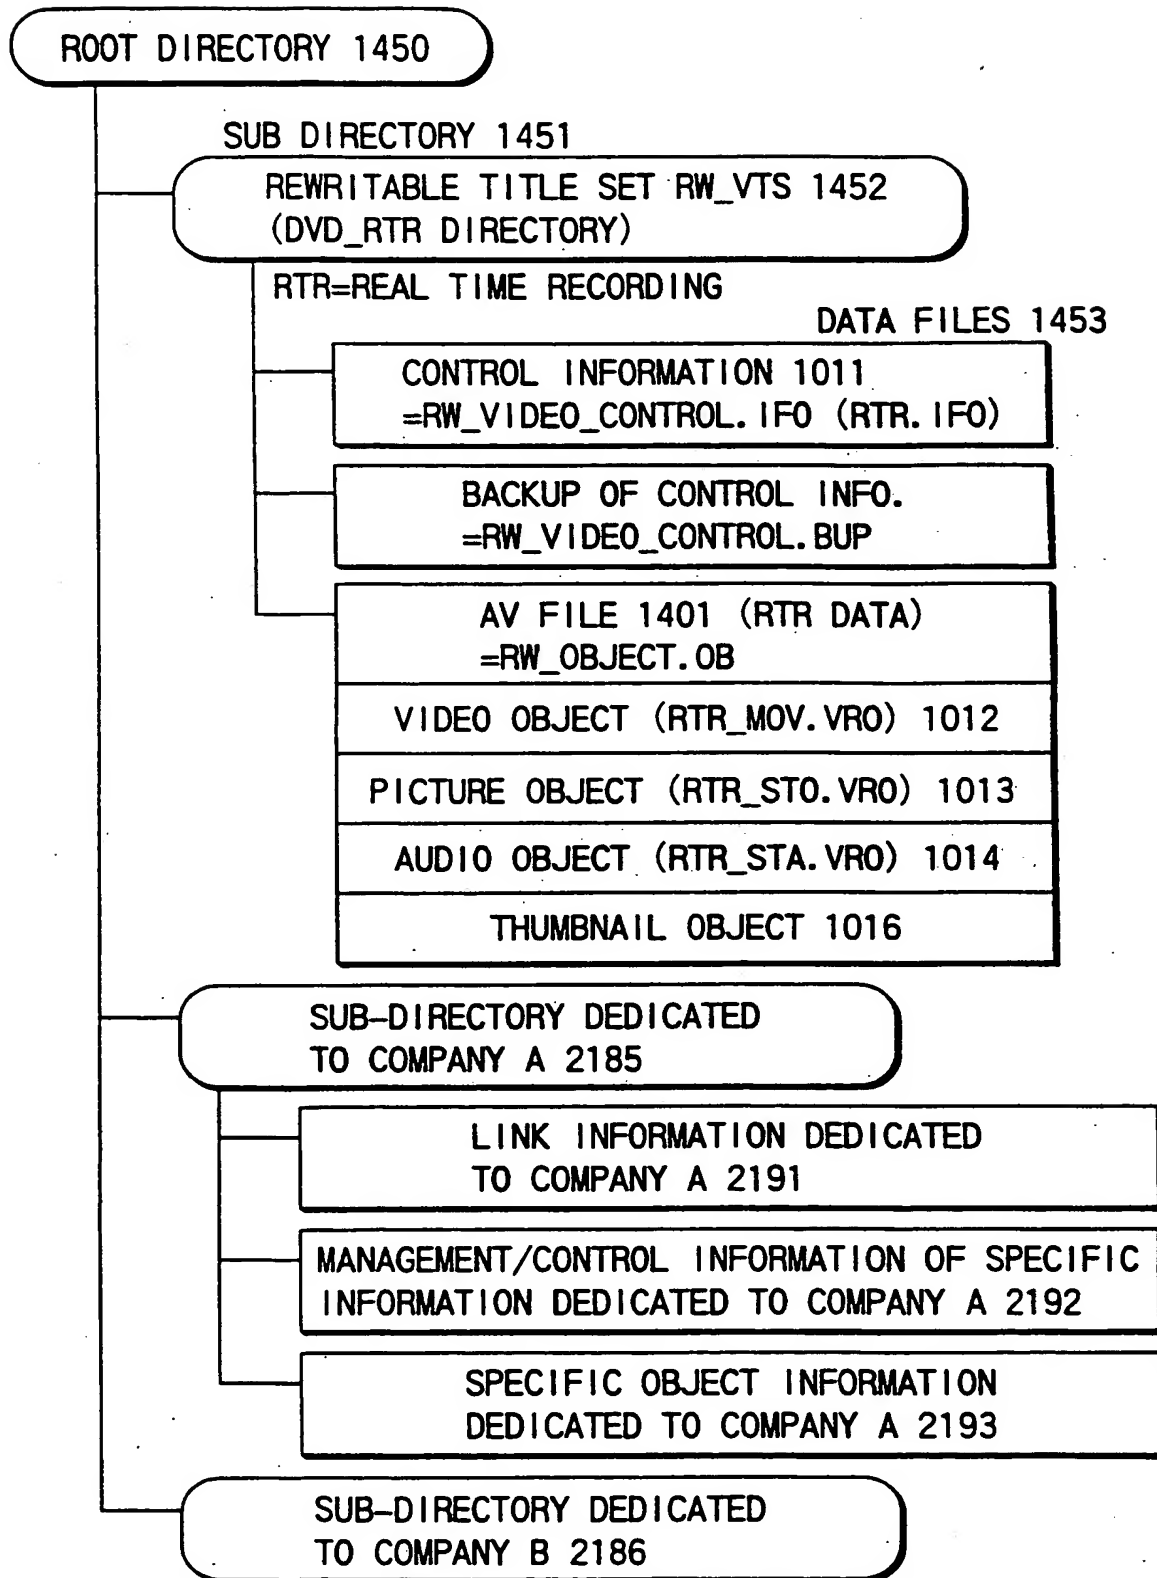 ROOT DIRECTORY 1450
SUB DIRECTORY 1451
REWRITABLE TITLE SET RW_VTS 1452
(DVD_RTR DIRECTORY)
RTR=REAL TIME RECORDING
DATA FILES 1453
CONTROL INFORMATION 1011
=RW_VIDEO_CONTROL.IFO (RTR.IFO)
BACKUP OF CONTROL INFO.
=RW_VIDEO_CONTROL.BUP
AV FILE 1401 (RTR DATA)
=RW_OBJECT.OB
VIDEO OBJECT (RTR_MOV.VRO) 1012
PICTURE OBJECT (RTR_STO.VRO) 1013
AUDIO OBJECT (RTR_STA.VRO) 1014
THUMBNAIL OBJECT 1016
SUB-DIRECTORY DEDICATED
TO COMPANY A 2185
LINK INFORMATION DEDICATED
TO COMPANY A 2191
MANAGEMENT/CONTROL INFORMATION OF SPECIFIC
INFORMATION DEDICATED TO COMPANY A 2192
SPECIFIC OBJECT INFORMATION
DEDICATED TO COMPANY A 2193
SUB-DIRECTORY DEDICATED
TO COMPANY B 2186